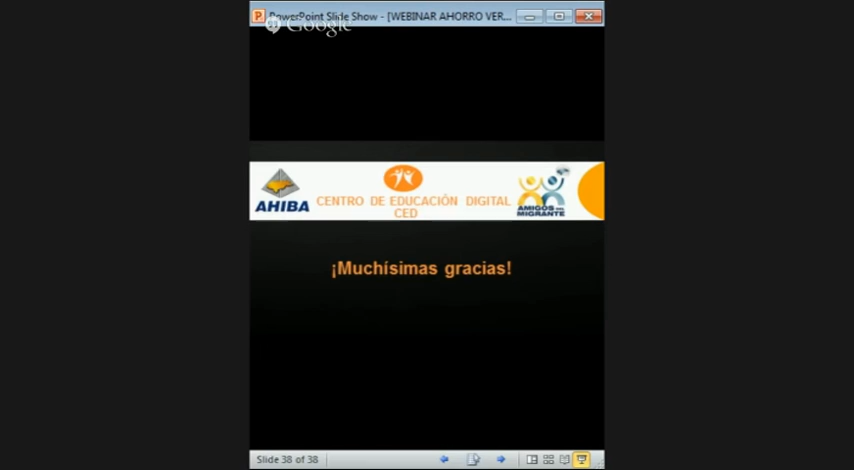 PowerPoint Slide Show - [WEBINAR AHORRO VER...
Google
AHIBA
CENTRO DE EDUCACIÓN DIGITAL
CED
AMIGOS DEL
MIGRANTE
¡Muchísimas gracias!
Slide 38 of 38